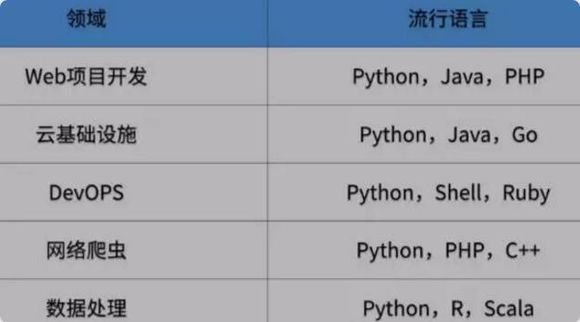 领域 流行语言
Web项目开发 Python，Java，PHP
云基础设施 Python，Java，Go
DevOPS Python，Shell，Ruby
网络爬虫 Python，PHP，C++
数据处理 Python，R，Scala